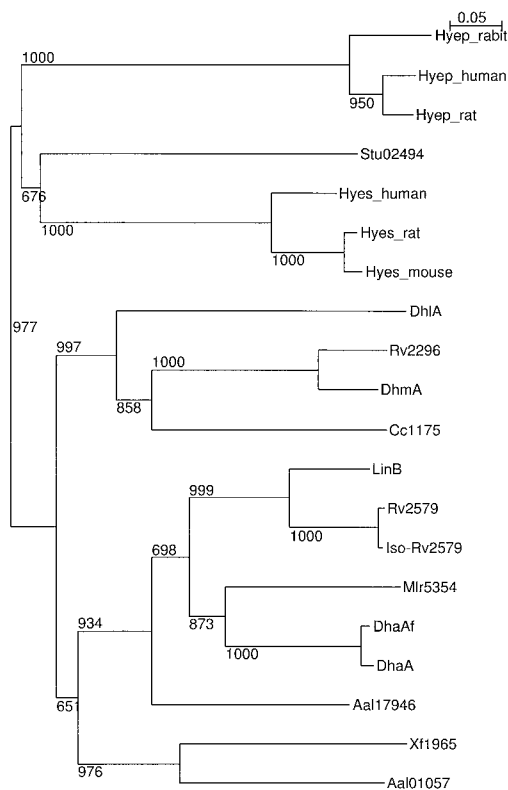 0.05
Hyep_rabit
1000
Hyep_human
950
Hyep_rat
Stu02494
676
Hyes_human
1000
Hyes_rat
1000
Hyes_mouse
DhlA
977
997
Rv2296
1000
DhmA
858
Cc1175
LinB
999
Rv2579
1000
Iso-Rv2579
698
Mlr5354
873
DhaAf
934
1000
DhaA
651
Aal17946
Xf1965
976
Aal01057